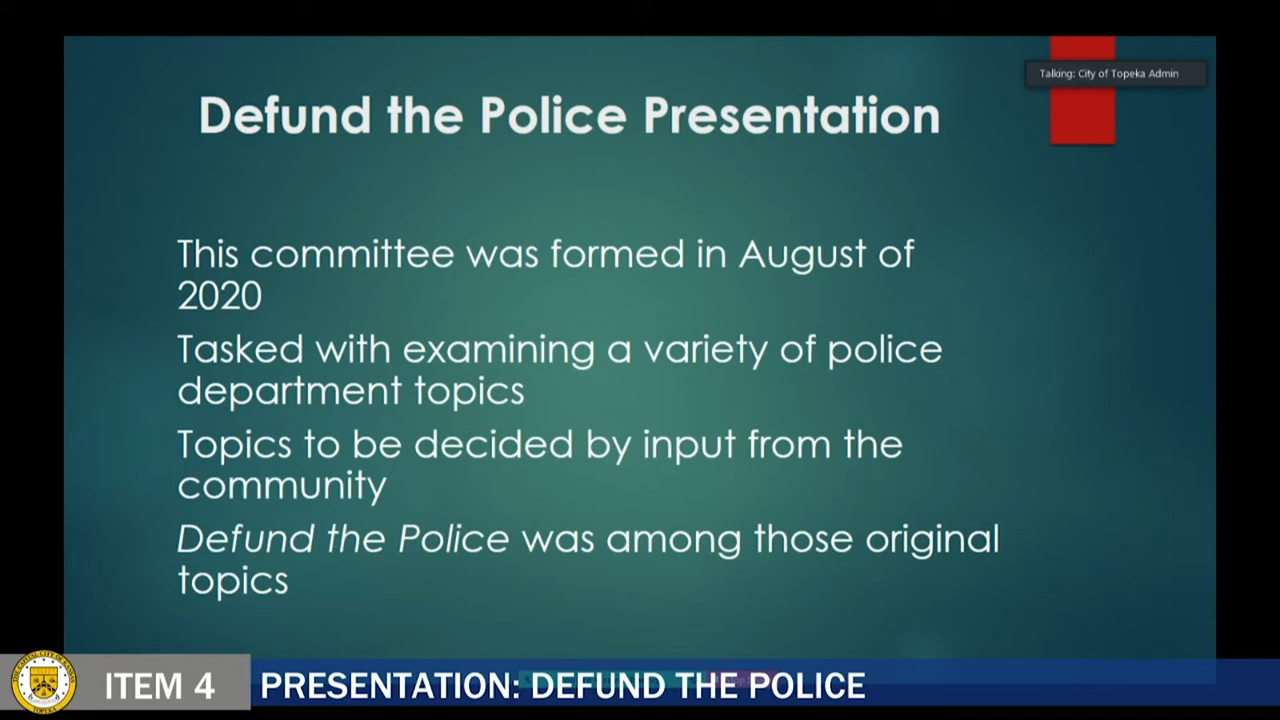 Talking: City of Topeka Admin
Defund the Police Presentation
This committee was formed in August of
2020
Tasked with examining a variety of police
department topics
Topics to be decided by input from the
community
Defund the Police was among those original
topics
ITEM 4
PRESENTATION: DEFUND THE POLICE
TOPEKA